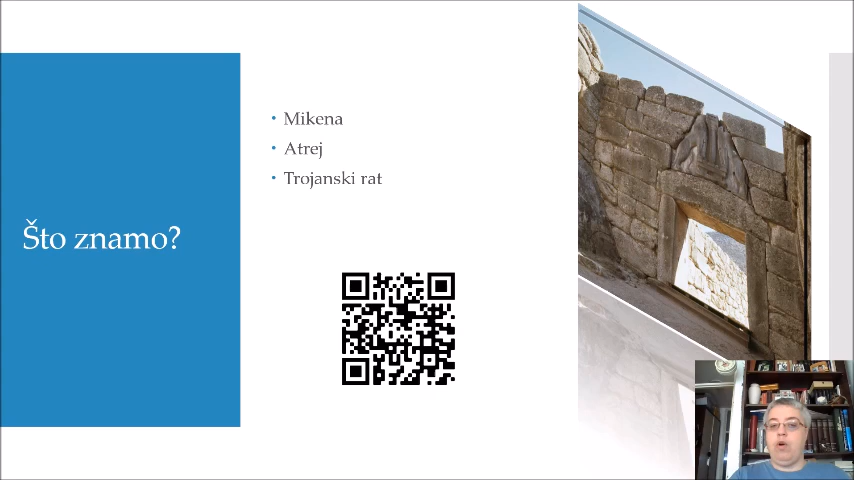 Što znamo?
• Mikena
• Atrej
• Trojanski rat